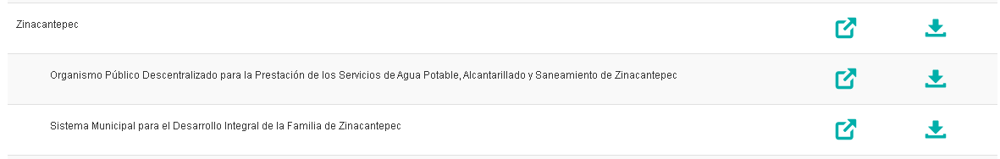 Zinacantepec
Organismo Público Descentralizado para la Prestación de los Servicios de Agua Potable, Alcantarillado y Saneamiento de Zinacantepec
Sistema Municipal para el Desarrollo Integral de la Familia de Zinacantepec